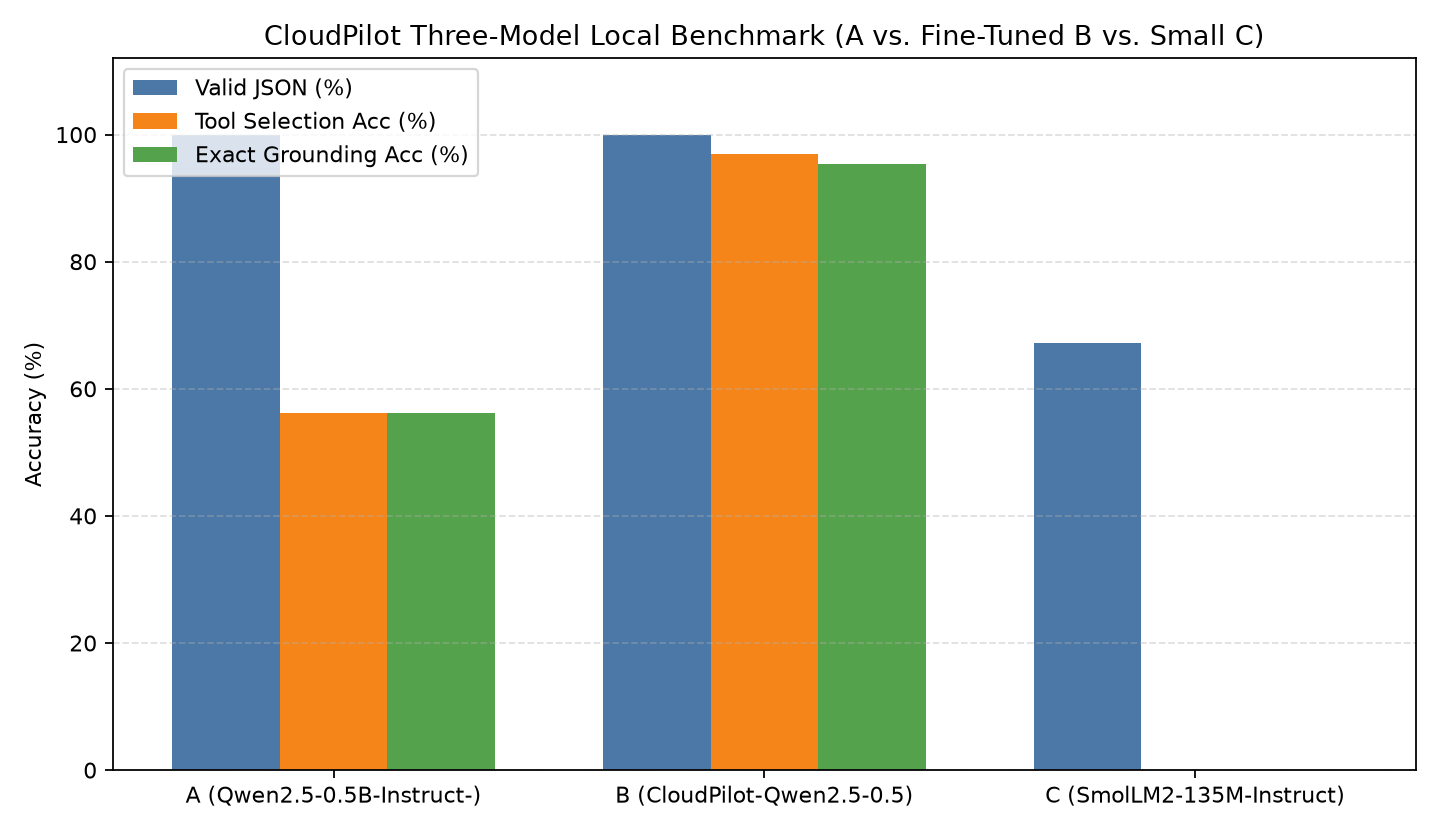 CloudPilot Three-Model Local Benchmark (A vs. Fine-Tuned B vs. Small C)
Valid JSON (%)
Tool Selection Acc (%)
Exact Grounding Acc (%)
Accuracy (%)
100
80
60
40
20
0
A (Qwen2.5-0.5B-Instruct-)
B (CloudPilot-Qwen2.5-0.5)
C (SmolLM2-135M-Instruct)